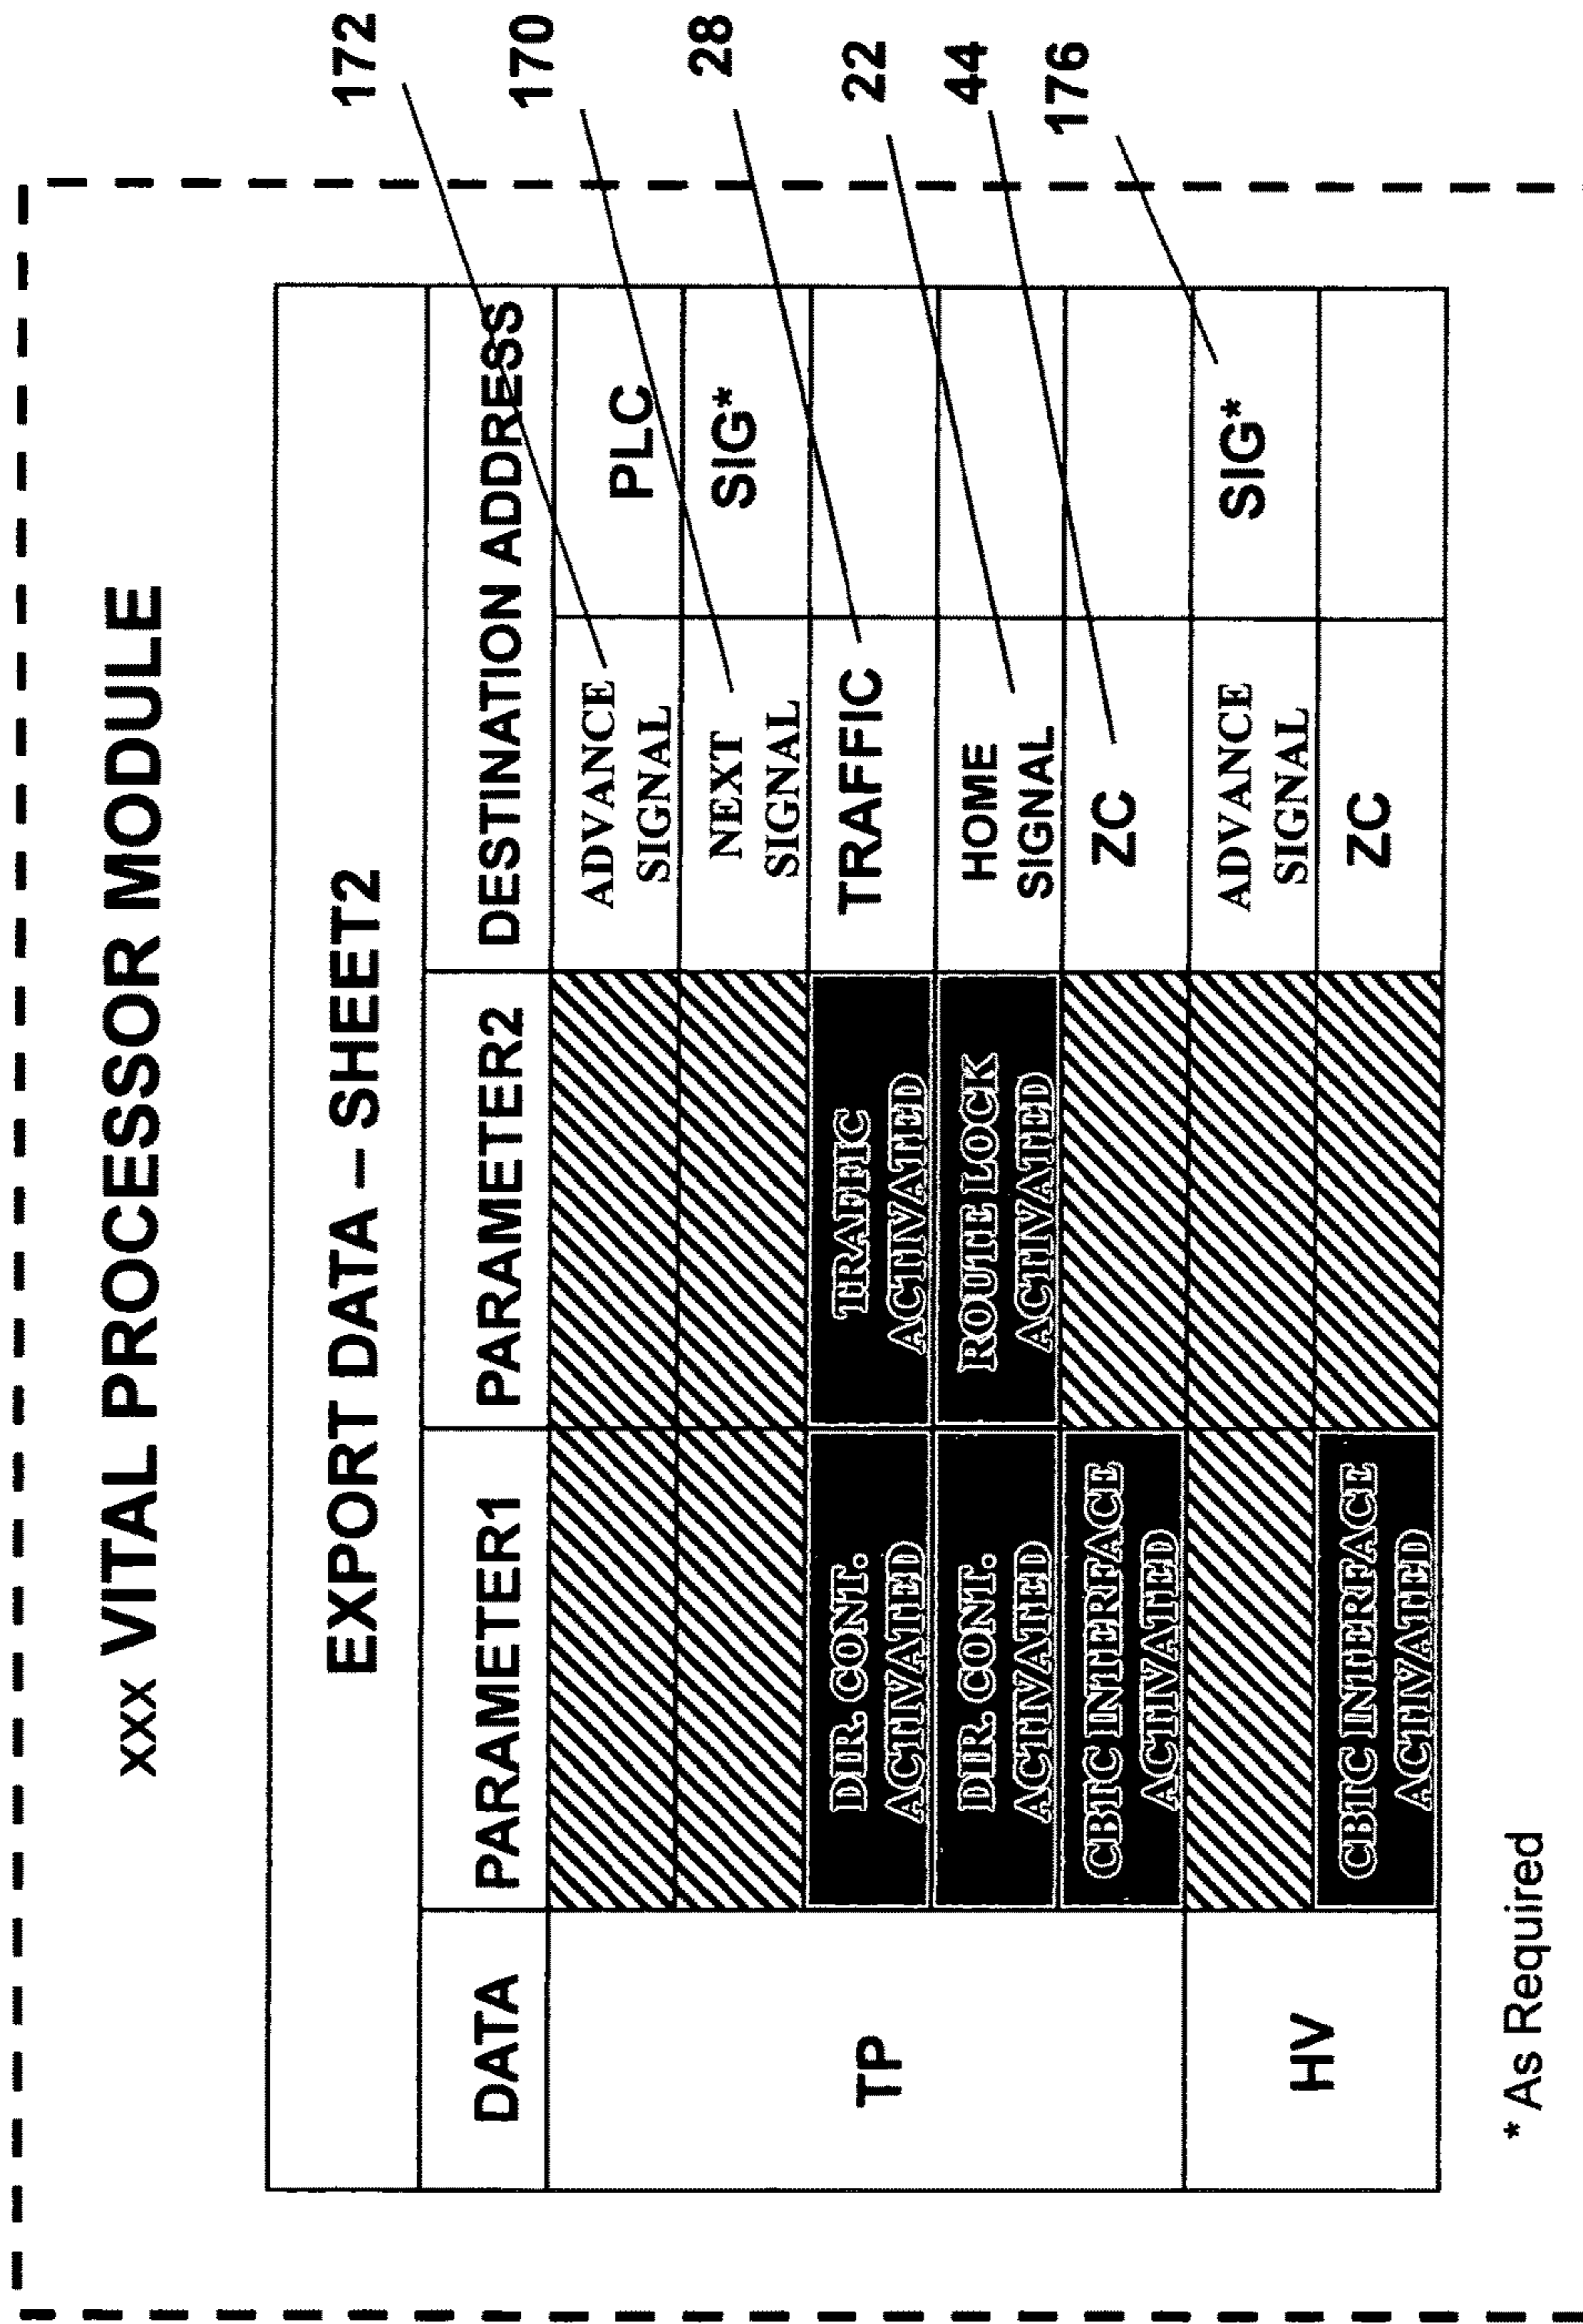 xxx VITAL PROCESSOR MODULE
EXPORT DATA – SHEET2
DATA PARAMETER1 PARAMETER2 DESTINATION ADDRESS
TP
ADVANCE
SIGNAL
PLC
172
NEXT
SIGNAL
SIG*
170
DIR. CONT.
ACTIVATED
TRAFFIC
ACTIVATED
TRAFFIC
28
DIR. CONT.
ACTIVATED
ROUTE LOCK
ACTIVATED
HOME
SIGNAL
22
CBTC INTERFACE
ACTIVATED
ZC
44
HV
ADVANCE
SIGNAL
SIG*
176
CBTC INTERFACE
ACTIVATED
ZC
* As Required